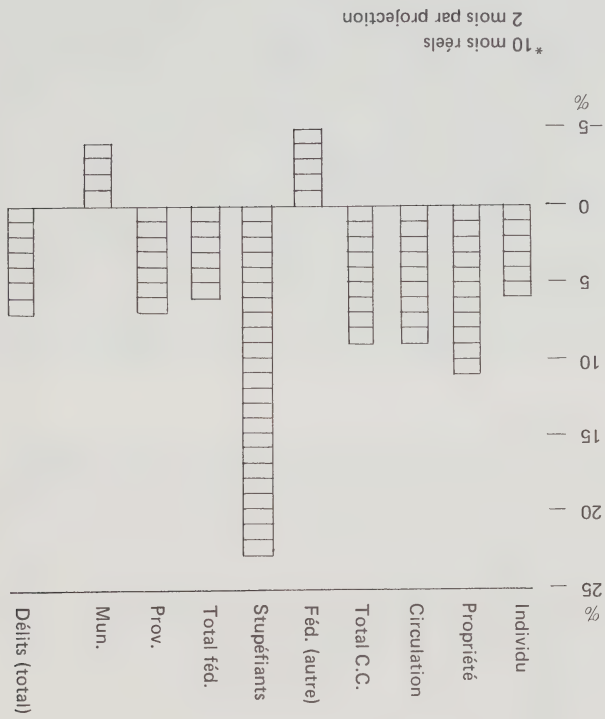 Individu
Propriété
Circulation
Total C.C.
Féd. (autre)
Stupéfiants
Total féd.
Prov.
Mun.
Délits (total)
%
25
20
15
10
5
0
–5
%
*10 mois réels
2 mois par projection